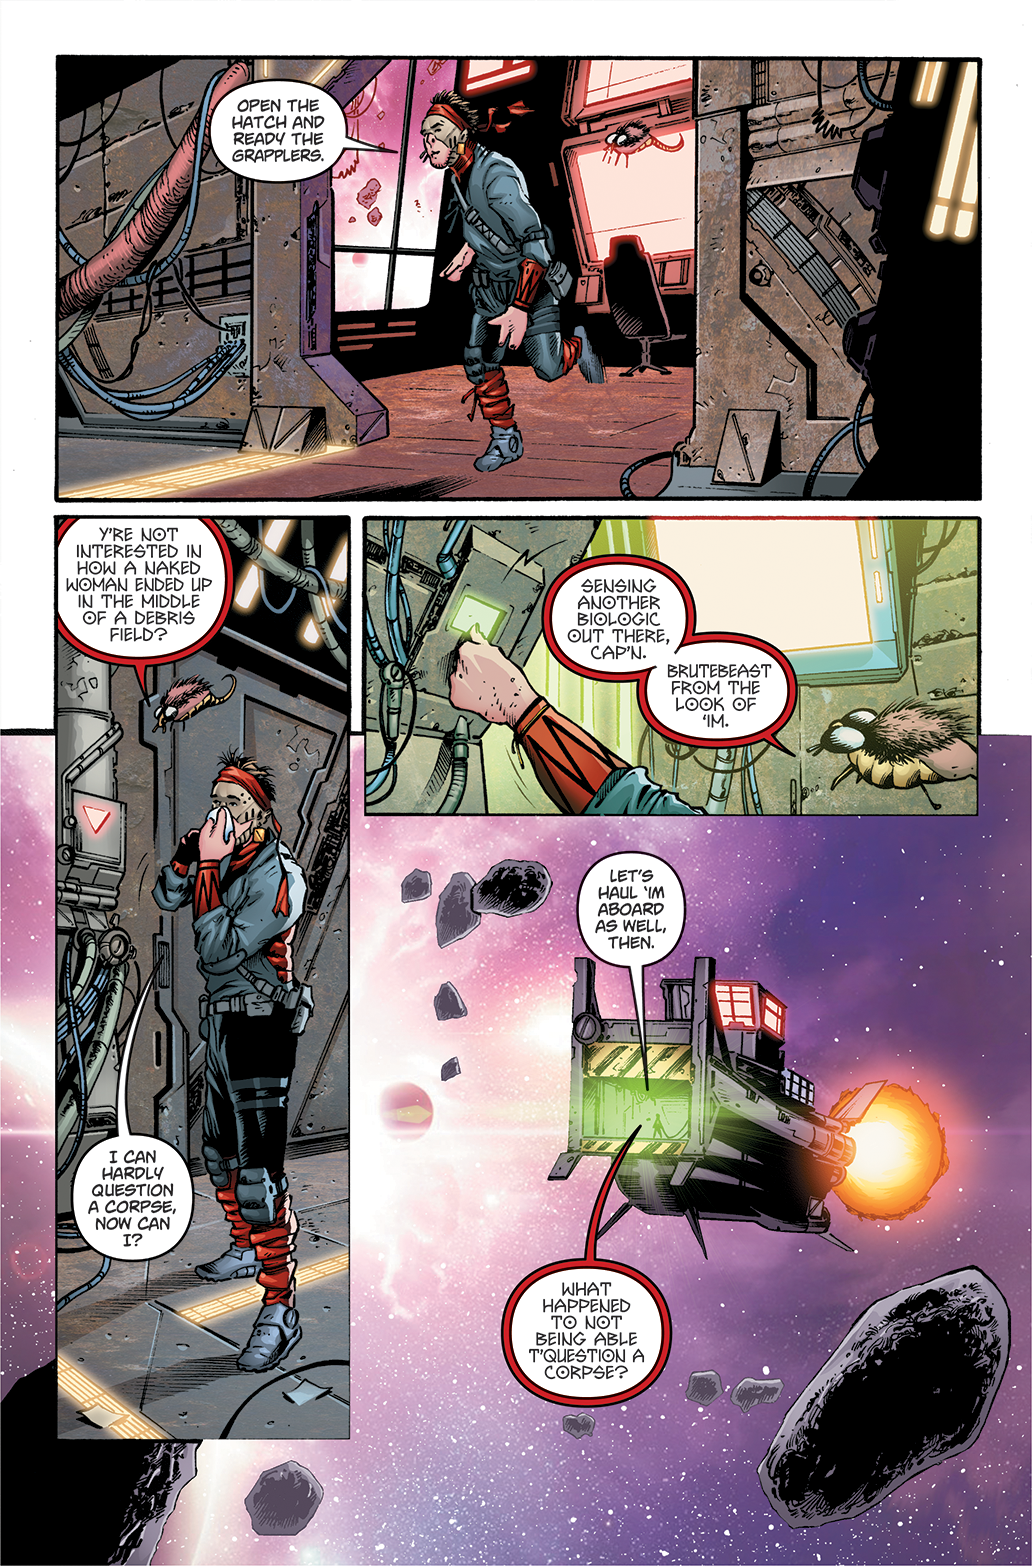 OPEN THE
HATCH AND
READY THE
GRAPPLERS.
Y'RE NOT
INTERESTED IN
HOW A NAKED
WOMAN ENDED UP
IN THE MIDDLE
OF A DEBRIS
FIELD?
I CAN
HARDLY
QUESTION
A CORPSE,
NOW CAN
I?
SENSING
ANOTHER
BIOLOGIC
OUT THERE,
CAP'N.
BRUTEBEAST
FROM THE
LOOK OF
'IM.
LET'S
HAUL 'IM
ABOARD
AS WELL,
THEN.
WHAT
HAPPENED
TO NOT
BEING ABLE
T'QUESTION A
CORPSE?